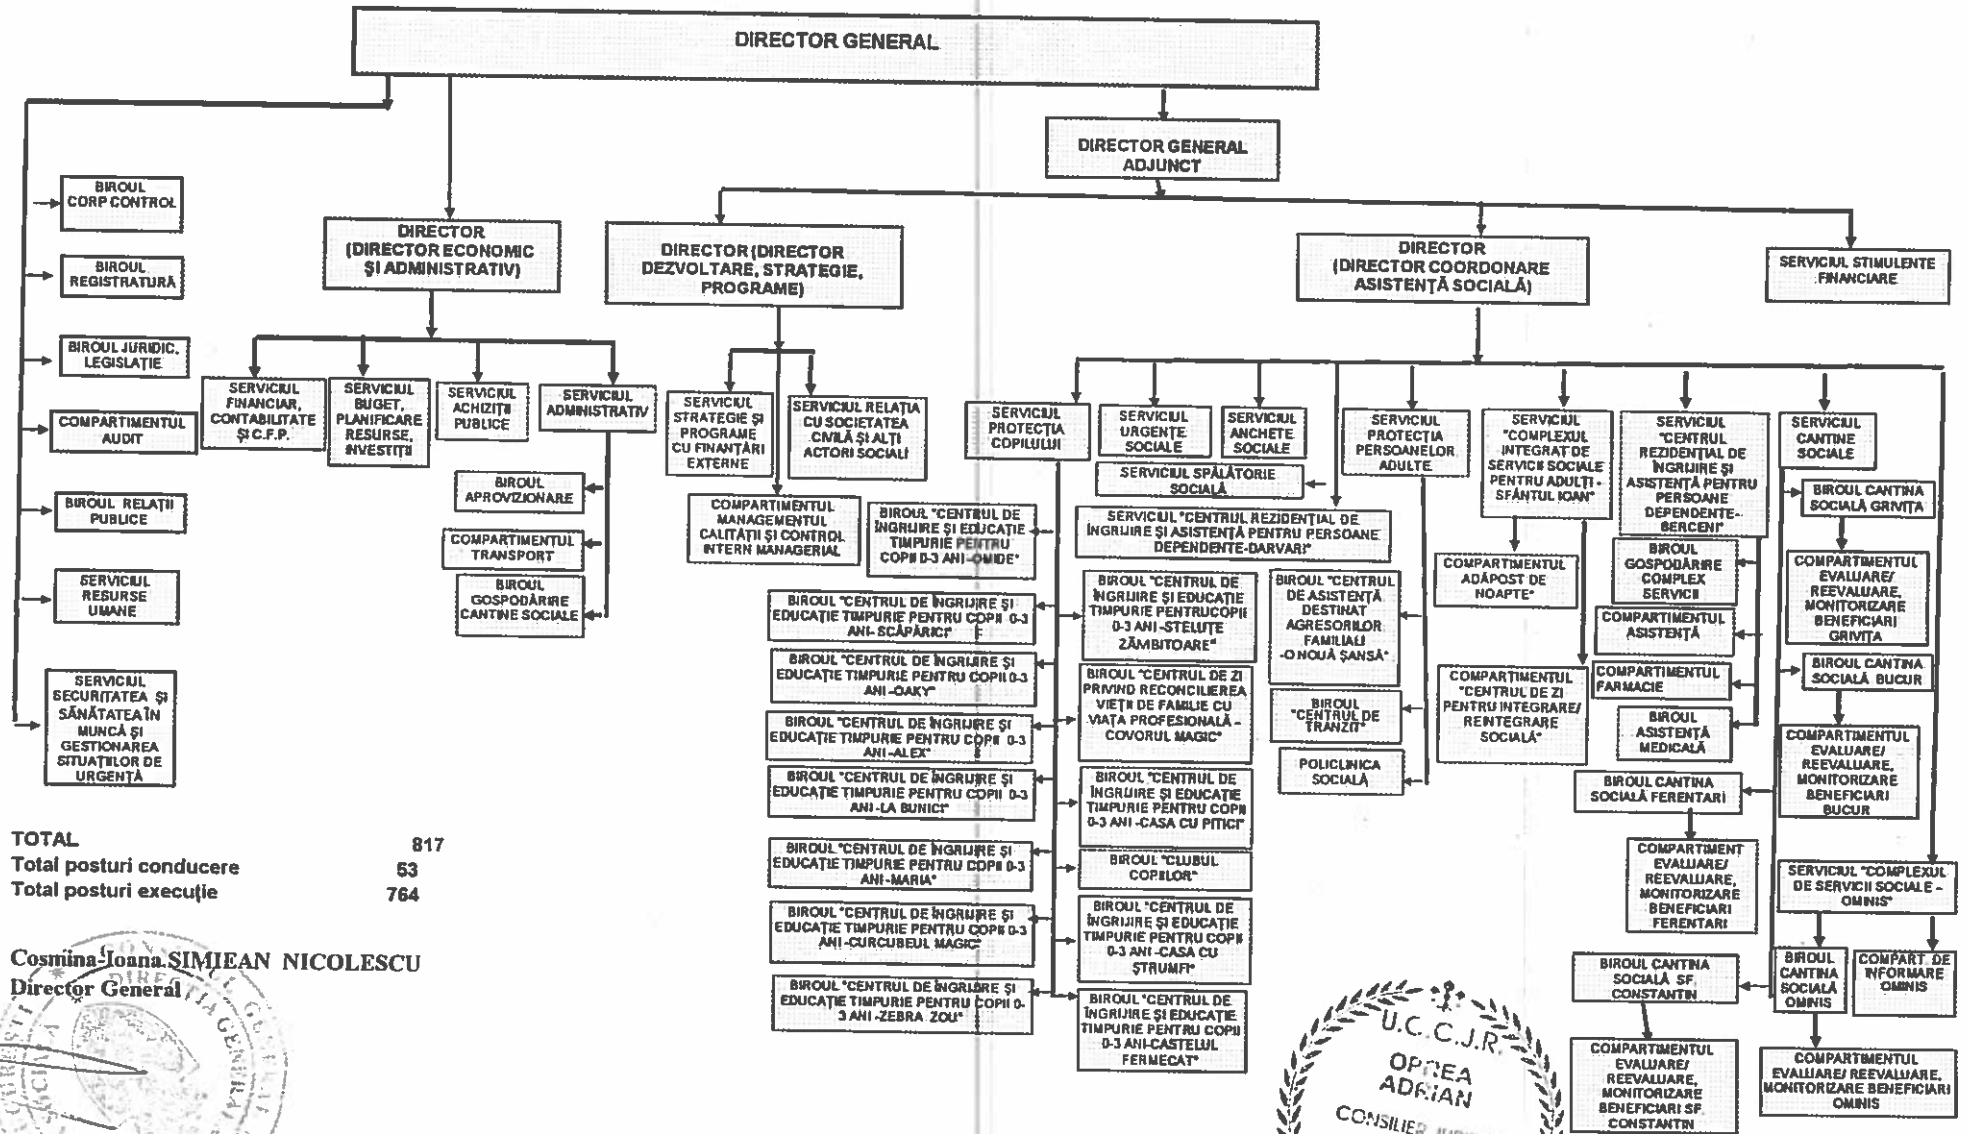 DIRECTOR GENERAL
DIRECTOR GENERAL
ADJUNCT
BIROUL
CORP CONTROL
BIROUL
REGISTRATURĂ
BIROUL JURIDIC,
LEGISLAȚIE
COMPARTIMENTUL
AUDIT
BIROUL RELAȚII
PUBLICE
SERVICIUL
RESURSE
UMANE
SERVICIUL
SECURITATEA ȘI
SĂNĂTATEA ÎN
MUNCĂ ȘI
GESTIONAREA
SITUAȚIILOR DE
URGENȚĂ
DIRECTOR
(DIRECTOR ECONOMIC
ȘI ADMINISTRATIV)
DIRECTOR (DIRECTOR
DEZVOLTARE, STRATEGIE,
PROGRAME)
DIRECTOR
(DIRECTOR COORDONARE
ASISTENȚĂ SOCIALĂ)
SERVICIUL STIMULENTE
FINANCIARE
SERVICIUL
FINANCIAR,
CONTABILITATE
ȘI C.F.P.
SERVICIUL
BUGET,
PLANIFICARE
RESURSE,
INVESTIȚII
SERVICIUL
ACHIZIȚII
PUBLICE
SERVICIUL
ADMINISTRATIV
BIROUL
APROVIZIONARE
COMPARTIMENTUL
TRANSPORT
BIROUL
GOSPODĂRIRE
CANTINE SOCIALE
SERVICIUL
STRATEGIE ȘI
PROGRAME
CU FINANȚĂRI
EXTERNE
SERVICIUL RELAȚIA
CU SOCIETATEA
CIVILĂ ȘI ALȚI
ACTORI SOCIALI
COMPARTIMENTUL
MANAGEMENTUL
CALITĂȚII ȘI CONTROL
INTERN MANAGERIAL
SERVICIUL
PROTECȚIA
COPILULUI
SERVICIUL
URGENȚE
SOCIALE
SERVICIUL
ANCHETE
SOCIALE
SERVICIUL
PROTECȚIA
PERSOANELOR
ADULTE
SERVICIUL
"COMPLEXUL
INTEGRAT DE
SERVICII SOCIALE
PENTRU ADULȚI -
SFÂNTUL IOAN"
SERVICIUL
"CENTRUL
REZIDENȚIAL DE
ÎNGRIJIRE ȘI
ASISTENȚĂ PENTRU
PERSOANE
DEPENDENTE-
BERCENI"
SERVICIUL
CANTINE
SOCIALE
SERVICIUL SPĂLĂTORIE
SOCIALĂ
SERVICIUL "CENTRUL REZIDENȚIAL DE
ÎNGRIJIRE ȘI ASISTENȚĂ PENTRU PERSOANE
DEPENDENTE-DARVARI"
BIROUL "CENTRUL DE
ÎNGRIJIRE ȘI EDUCAȚIE
TIMPURIE PENTRU
COPII 0-3 ANI -OMIDE"
BIROUL "CENTRUL DE ÎNGRIJIRE ȘI
EDUCAȚIE TIMPURIE PENTRU COPII 0-3
ANI- SCĂPĂRICI"
BIROUL "CENTRUL DE ÎNGRIJIRE ȘI
EDUCAȚIE TIMPURIE PENTRU COPII 0-3
ANI -OAKY"
BIROUL "CENTRUL DE ÎNGRIJIRE ȘI
EDUCAȚIE TIMPURIE PENTRU COPII 0-3
ANI -ALEX"
BIROUL "CENTRUL DE ÎNGRIJIRE ȘI
EDUCAȚIE TIMPURIE PENTRU COPII 0-3
ANI -LA BUNICI"
BIROUL "CENTRUL DE ÎNGRIJIRE ȘI
EDUCAȚIE TIMPURIE PENTRU COPII 0-3
ANI-MARIA"
BIROUL "CENTRUL DE ÎNGRIJIRE ȘI
EDUCAȚIE TIMPURIE PENTRU COPII 0-3
ANI -CURCUBEUL MAGIC"
BIROUL "CENTRUL DE ÎNGRIJIRE ȘI
EDUCAȚIE TIMPURIE PENTRU COPII 0-
3 ANI -ZEBRA ZOU"
BIROUL "CENTRUL DE
ÎNGRIJIRE ȘI EDUCAȚIE
TIMPURIE PENTRUCOPII
0-3 ANI -STELUȚE
ZÂMBITOARE"
BIROUL "CENTRUL DE ZI
PRIVIND RECONCILIEREA
VIEȚII DE FAMILIE CU
VIAȚA PROFESIONALĂ -
COVORUL MAGIC"
BIROUL "CENTRUL DE
ÎNGRIJIRE ȘI EDUCAȚIE
TIMPURIE PENTRU COPII
0-3 ANI -CASA CU PITICI"
BIROUL "CLUBUL
COPIILOR"
BIROUL "CENTRUL DE
ÎNGRIJIRE ȘI EDUCAȚIE
TIMPURIE PENTRU COPII
0-3 ANI -CASA CU
ȘTRUMFI"
BIROUL "CENTRUL DE
ÎNGRIJIRE ȘI EDUCAȚIE
TIMPURIE PENTRU COPII
0-3 ANI-CASTELUL
FERMECAT"
BIROUL "CENTRUL
DE ASISTENȚĂ
DESTINAT
AGRESORILOR
FAMILIALI
-O NOUĂ ȘANSĂ"
BIROUL
"CENTRUL DE
TRANZIT"
POLICLINICA
SOCIALĂ
COMPARTIMENTUL
ADĂPOST DE
NOAPTE"
COMPARTIMENTUL
"CENTRUL DE ZI
PENTRU INTEGRARE/
REINTEGRARE
SOCIALĂ"
BIROUL
GOSPODĂRIRE
COMPLEX
SERVICII
COMPARTIMENTUL
ASISTENȚĂ
COMPARTIMENTUL
FARMACIE
BIROUL
ASISTENȚĂ
MEDICALĂ
BIROUL CANTINA
SOCIALĂ GRIVIȚA
COMPARTIMENTUL
EVALUARE/
REEVALUARE,
MONITORIZARE
BENEFICIARI
GRIVIȚA
BIROUL CANTINA
SOCIALĂ BUCUR
COMPARTIMENTUL
EVALUARE/
REEVALUARE,
MONITORIZARE
BENEFICIARI
BUCUR
BIROUL CANTINA
SOCIALĂ FERENTARI
COMPARTIMENT
EVALUARE/
REEVALUARE,
MONITORIZARE
BENEFICIARI
FERENTARI
SERVICIUL "COMPLEXUL
DE SERVICII SOCIALE -
OMINIS"
BIROUL CANTINA
SOCIALĂ SF.
CONSTANTIN
BIROUL
CANTINA
SOCIALĂ
OMINIS
COMPART. DE
INFORMARE
OMINIS
COMPARTIMENTUL
EVALUARE/
REEVALUARE,
MONITORIZARE
BENEFICIARI SF.
CONSTANTIN
COMPARTIMENTUL
EVALUARE/ REEVALUARE,
MONITORIZARE BENEFICIARI
OMINIS
TOTAL 817
Total posturi conducere 53
Total posturi execuție 764
Cosmina-Ioana SIMIEAN NICOLESCU
Director General
U.C.C.J.R.
OPREA
ADRIAN
CONSILIER